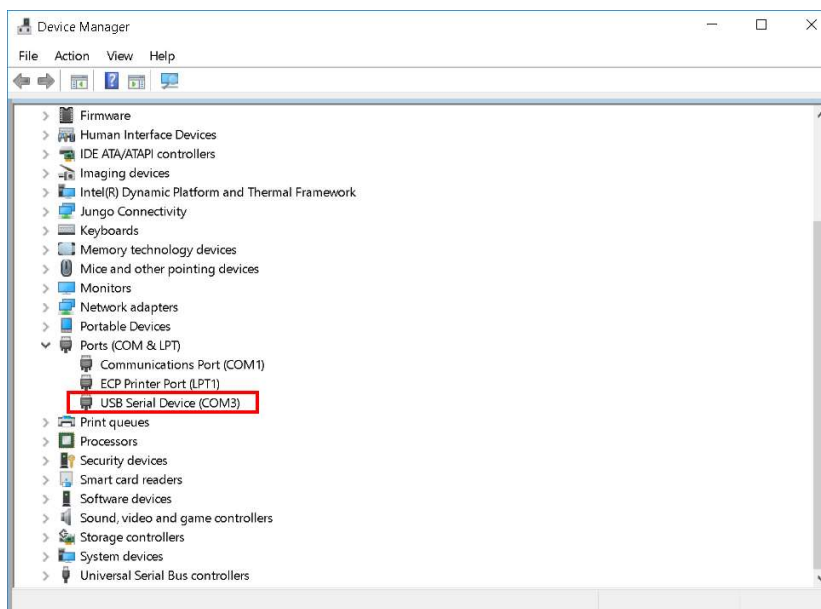 Device Manager
File Action View Help
Firmware
Human Interface Devices
IDE ATA/ATAPI controllers
Imaging devices
Intel(R) Dynamic Platform and Thermal Framework
Jungo Connectivity
Keyboards
Memory technology devices
Mice and other pointing devices
Monitors
Network adapters
Portable Devices
Ports (COM & LPT)
Communications Port (COM1)
ECP Printer Port (LPT1)
USB Serial Device (COM3)
Print queues
Processors
Security devices
Smart card readers
Software devices
Sound, video and game controllers
Storage controllers
System devices
Universal Serial Bus controllers